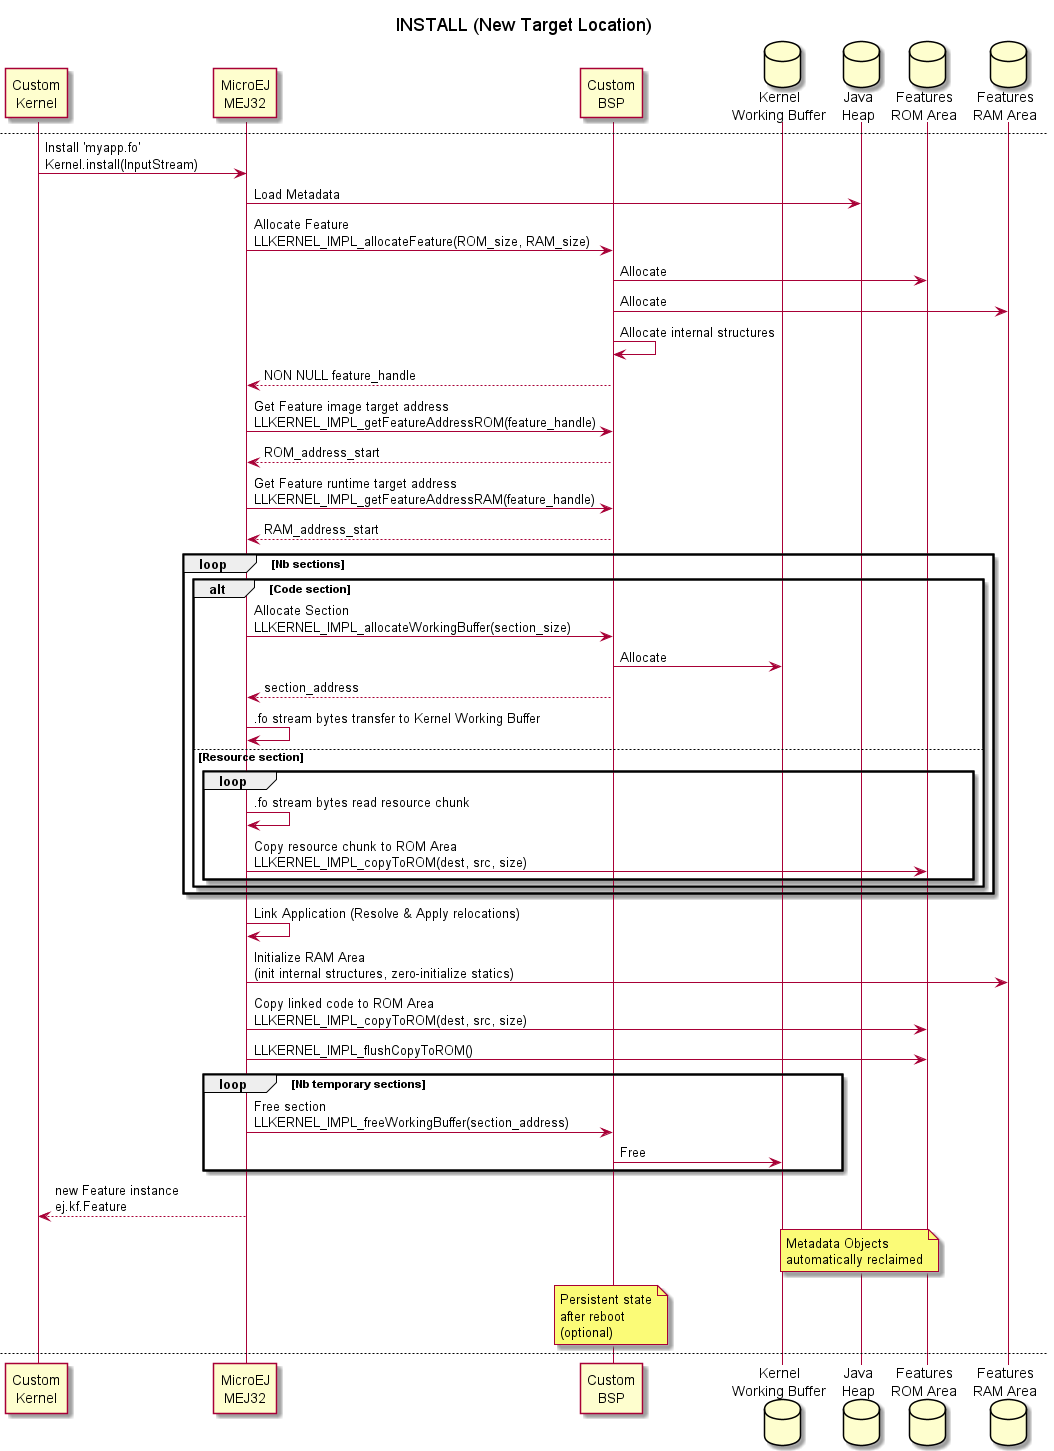 INSTALL (New Target Location)
Custom
Kernel
MicroEJ
MEJ32
Custom
BSP
Kernel
Working Buffer
Java
Heap
Features
ROM Area
Features
RAM Area
Install 'myapp.fo'
Kernel.install(InputStream)
Load Metadata
Allocate Feature
LLKERNEL_IMPL_allocateFeature(ROM_size, RAM_size)
Allocate
Allocate
Allocate internal structures
NON NULL feature_handle
Get Feature image target address
LLKERNEL_IMPL_getFeatureAddressROM(feature_handle)
ROM_address_start
Get Feature runtime target address
LLKERNEL_IMPL_getFeatureAddressRAM(feature_handle)
RAM_address_start
loop [Nb sections]
alt [Code section]
Allocate Section
LLKERNEL_IMPL_allocateWorkingBuffer(section_size)
Allocate
section_address
.fo stream bytes transfer to Kernel Working Buffer
[Resource section]
loop
.fo stream bytes read resource chunk
Copy resource chunk to ROM Area
LLKERNEL_IMPL_copyToROM(dest, src, size)
Link Application (Resolve & Apply relocations)
Initialize RAM Area
(init internal structures, zero-initialize statics)
Copy linked code to ROM Area
LLKERNEL_IMPL_copyToROM(dest, src, size)
LLKERNEL_IMPL_flushCopyToROM()
loop [Nb temporary sections]
Free section
LLKERNEL_IMPL_freeWorkingBuffer(section_address)
Free
new Feature instance
ej.kf.Feature
Metadata Objects
automatically reclaimed
Persistent state
after reboot
(optional)
Custom
Kernel
MicroEJ
MEJ32
Custom
BSP
Kernel
Working Buffer
Java
Heap
Features
ROM Area
Features
RAM Area